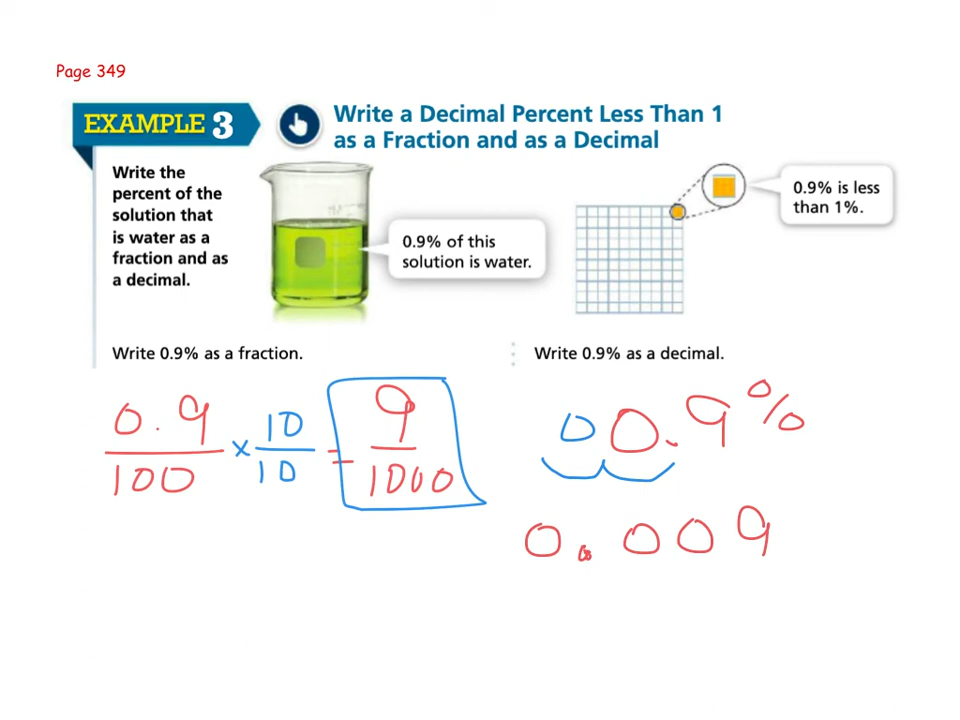 Page 349
EXAMPLE 3
Write a Decimal Percent Less Than 1
as a Fraction and as a Decimal
Write the
percent of the
solution that
is water as a
fraction and as
a decimal.
0.9% of this
solution is water.
0.9% is less
than 1%.
Write 0.9% as a fraction.
0.9/100 × 10/10 = 9/1000
Write 0.9% as a decimal.
00.9%
0.009